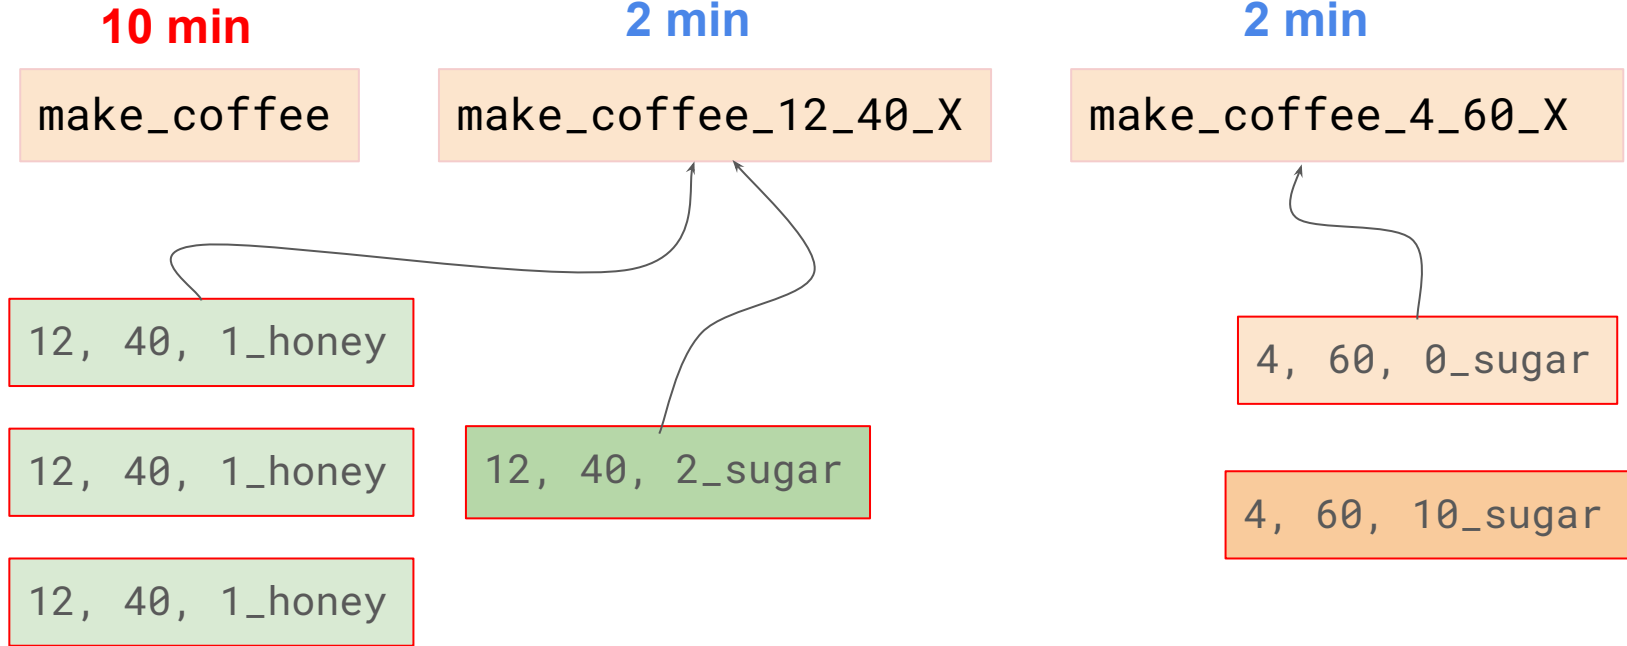 10 min
2 min
2 min
make_coffee
make_coffee_12_40_X
make_coffee_4_60_X
12, 40, 1_honey
4, 60, 0_sugar
12, 40, 1_honey
12, 40, 2_sugar
4, 60, 10_sugar
12, 40, 1_honey